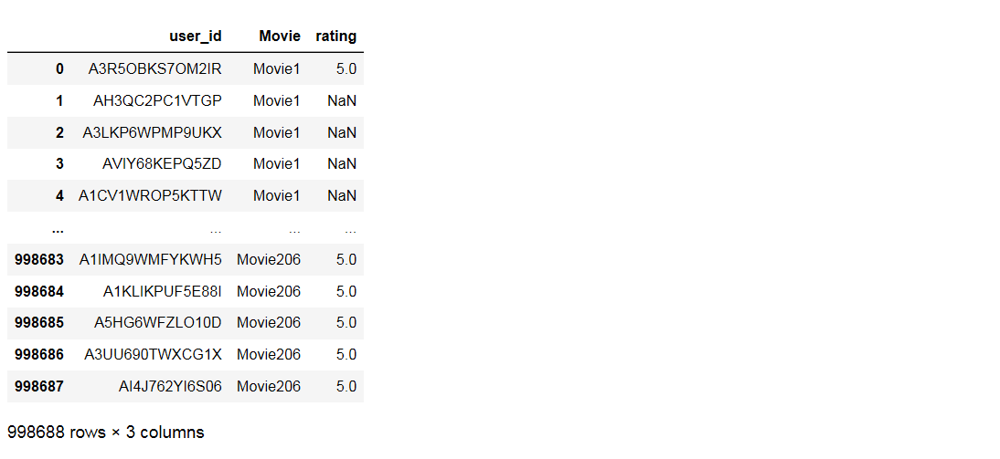 user_id Movie rating
0 A3R5OBKS7OM2IR Movie1 5.0
1 AH3QC2PC1VTGP Movie1 NaN
2 A3LKP6WPMP9UKX Movie1 NaN
3 AVIY68KEPQ5ZD Movie1 NaN
4 A1CV1WROP5KTTW Movie1 NaN
... ... ... ...
998683 A1IMQ9WMFYKWH5 Movie206 5.0
998684 A1KLIKPUF5E88I Movie206 5.0
998685 A5HG6WFZLO10D Movie206 5.0
998686 A3UU690TWXCG1X Movie206 5.0
998687 AI4J762YI6S06 Movie206 5.0
998688 rows × 3 columns